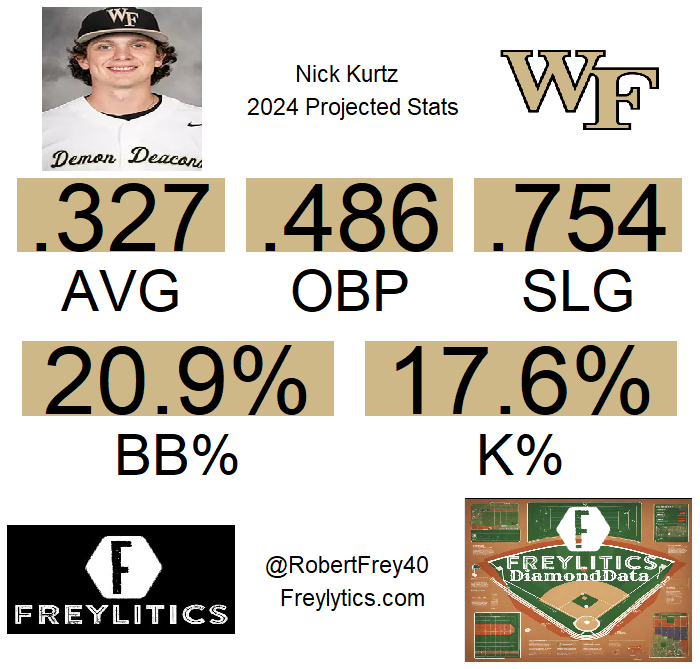 WF
Demon Deacons
Nick Kurtz
2024 Projected Stats
WF
.327
.486
.754
AVG
OBP
SLG
20.9%
17.6%
BB%
K%
F
FREYLITICS
@RobertFrey40
Freylytics.com
F
FREYLITICS
DiamondData